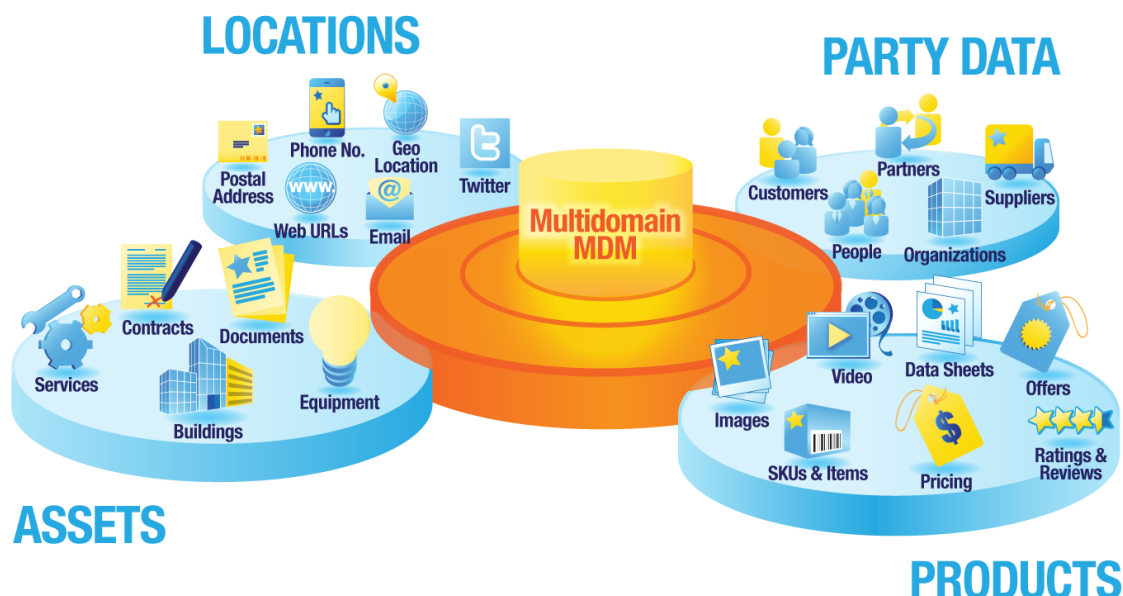 LOCATIONS
Phone No.
Geo
Location
Postal
Address
Twitter
www.
Web URLs
@
Email
PARTY DATA
Customers
Partners
Suppliers
People
Organizations
Multidomain
MDM
Contracts
Documents
Services
Buildings
Equipment
ASSETS
Video
Data Sheets
Offers
Images
SKUs & Items
$
Pricing
Ratings &
Reviews
PRODUCTS